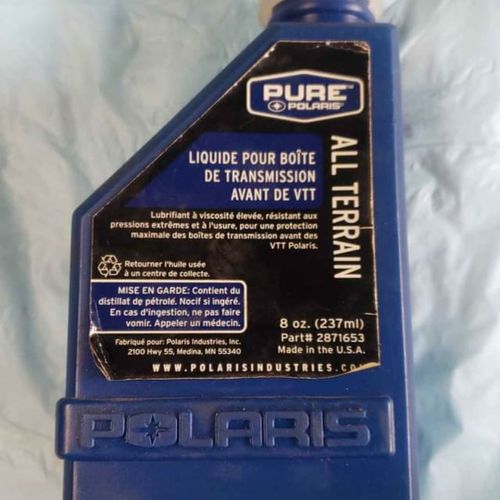 PURE
POLARIS
ALL TERRAIN
LIQUIDE POUR BOÎTE
DE TRANSMISSION
AVANT DE VTT
Lubrifiant à viscosité élevée, résistant aux
pressions extrêmes et à l'usure, pour une protection
maximale des boîtes de transmission avant des
VTT Polaris.
Retourner l'huile usée
à un centre de collecte.
MISE EN GARDE: Contient du
distillat de pétrole. Nocif si ingéré.
En cas d'ingestion, ne pas faire
vomir. Appeler un médecin.
8 oz. (237ml)
Part# 2871653
Made in the U.S.A.
Fabriqué pour: Polaris Industries, Inc.
2100 Hwy 55, Medina, MN 55340
WWW.POLARISINDUSTRIES.CO
POLARIS